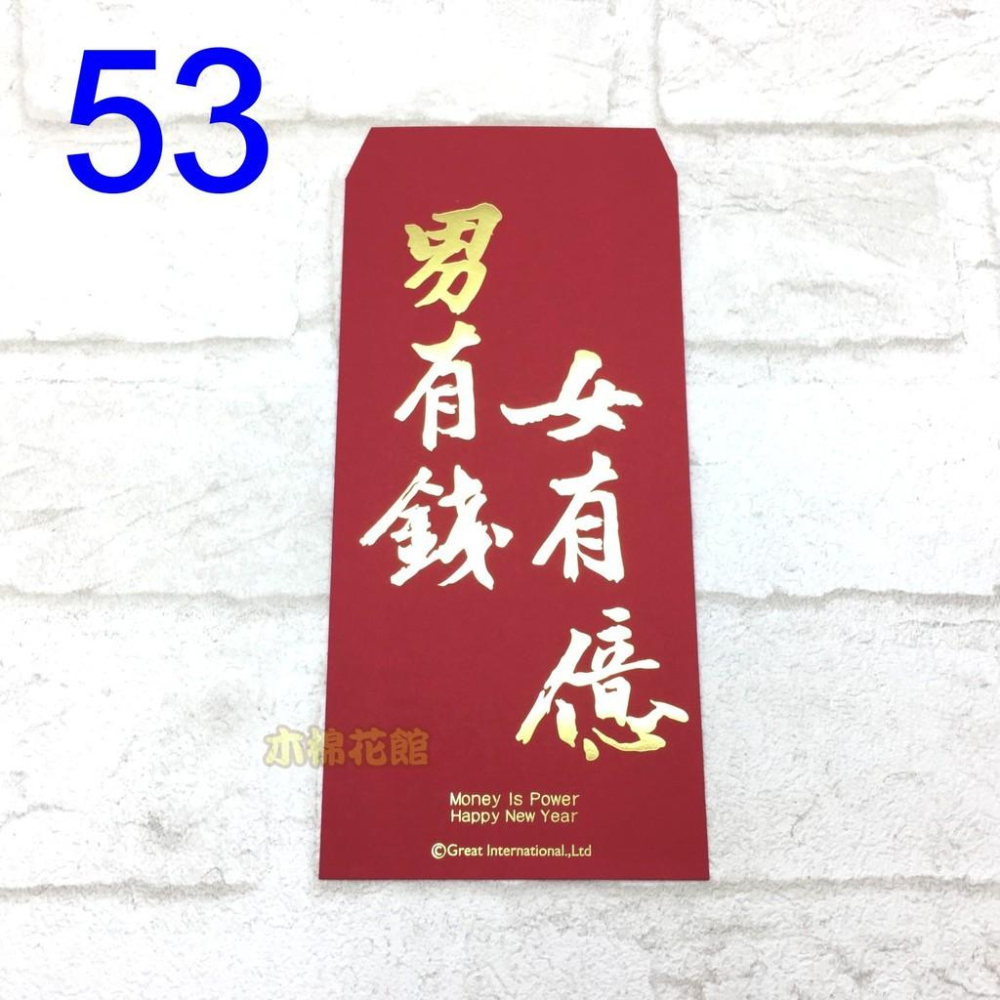 53
男有錢
女有億
木棉花館
Money Is Power
Happy New Year
©Great International.,Ltd